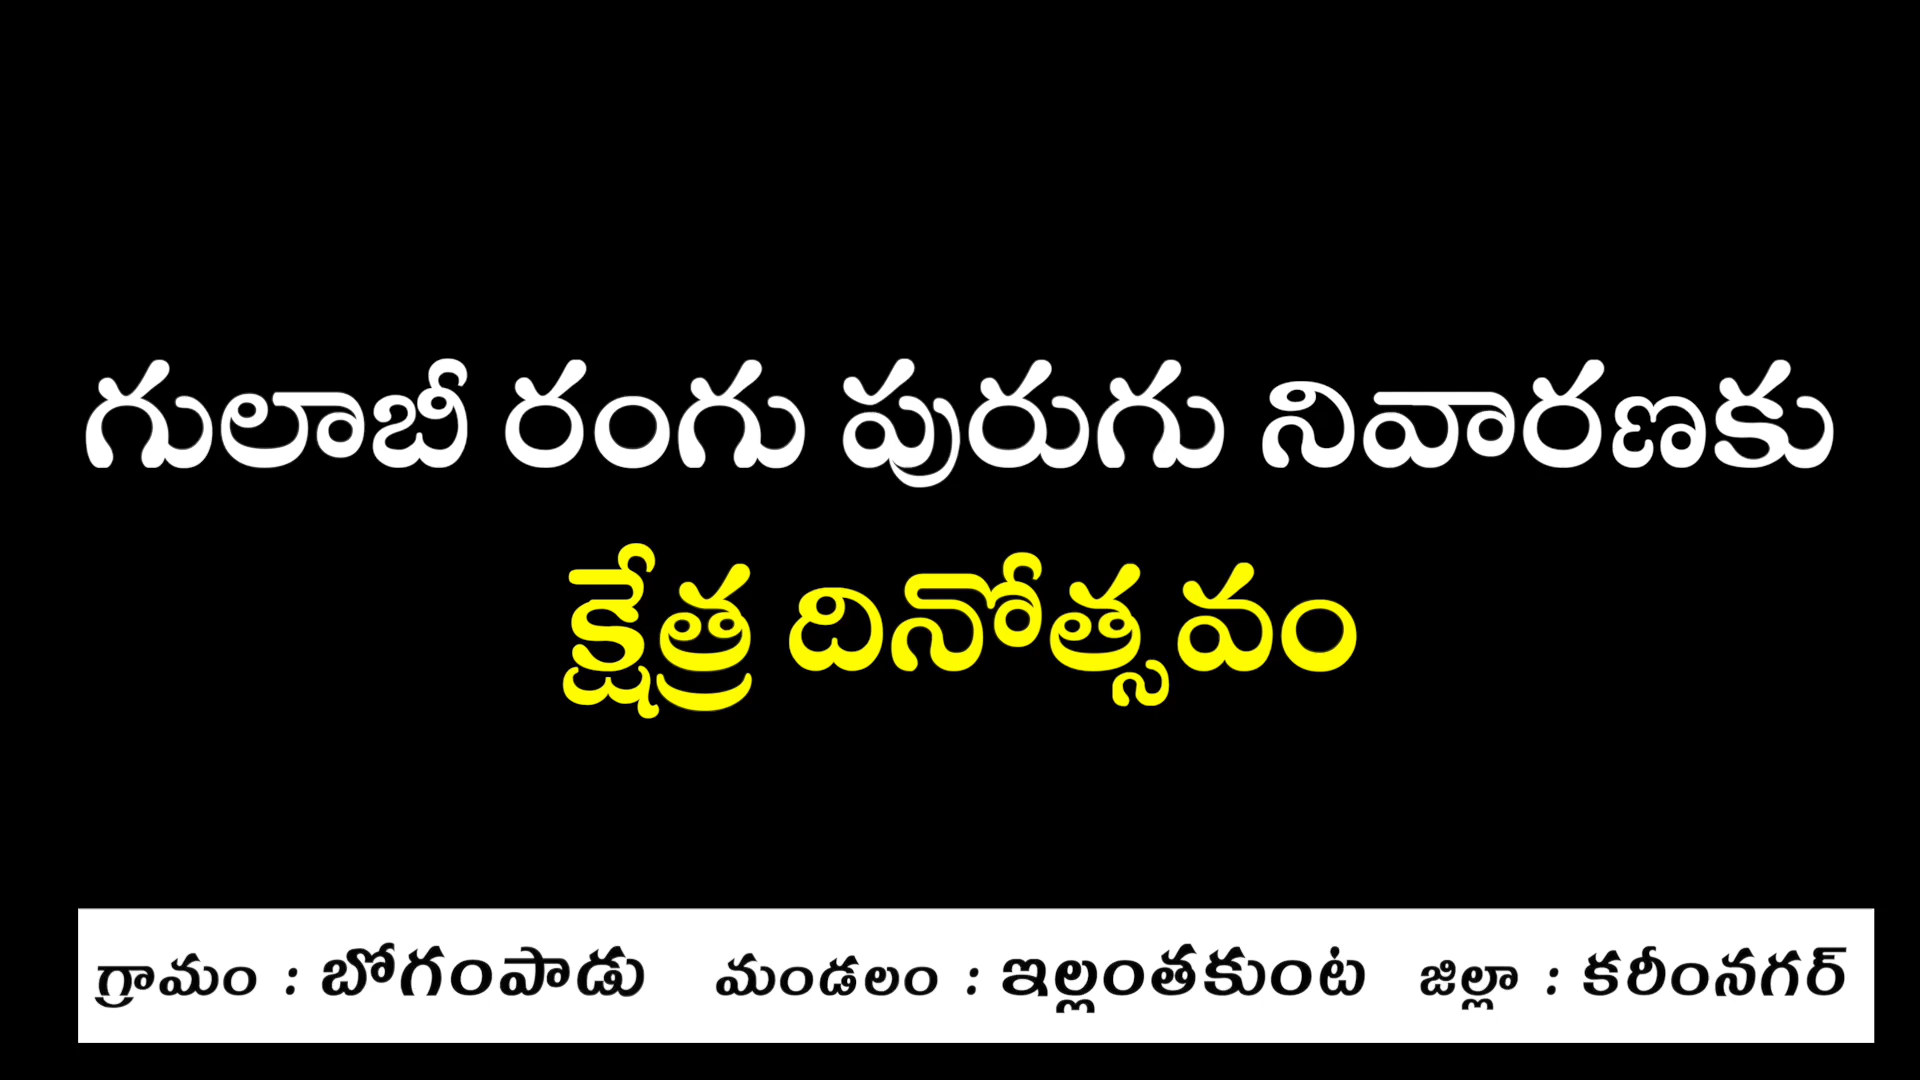 గులాబీ రంగు పురుగు నివారణకు
క్షేత్ర దినోత్సవం
గ్రామం : బోగంపాడు మండలం : ఇల్లంతకుంట జిల్లా : కరీంనగర్